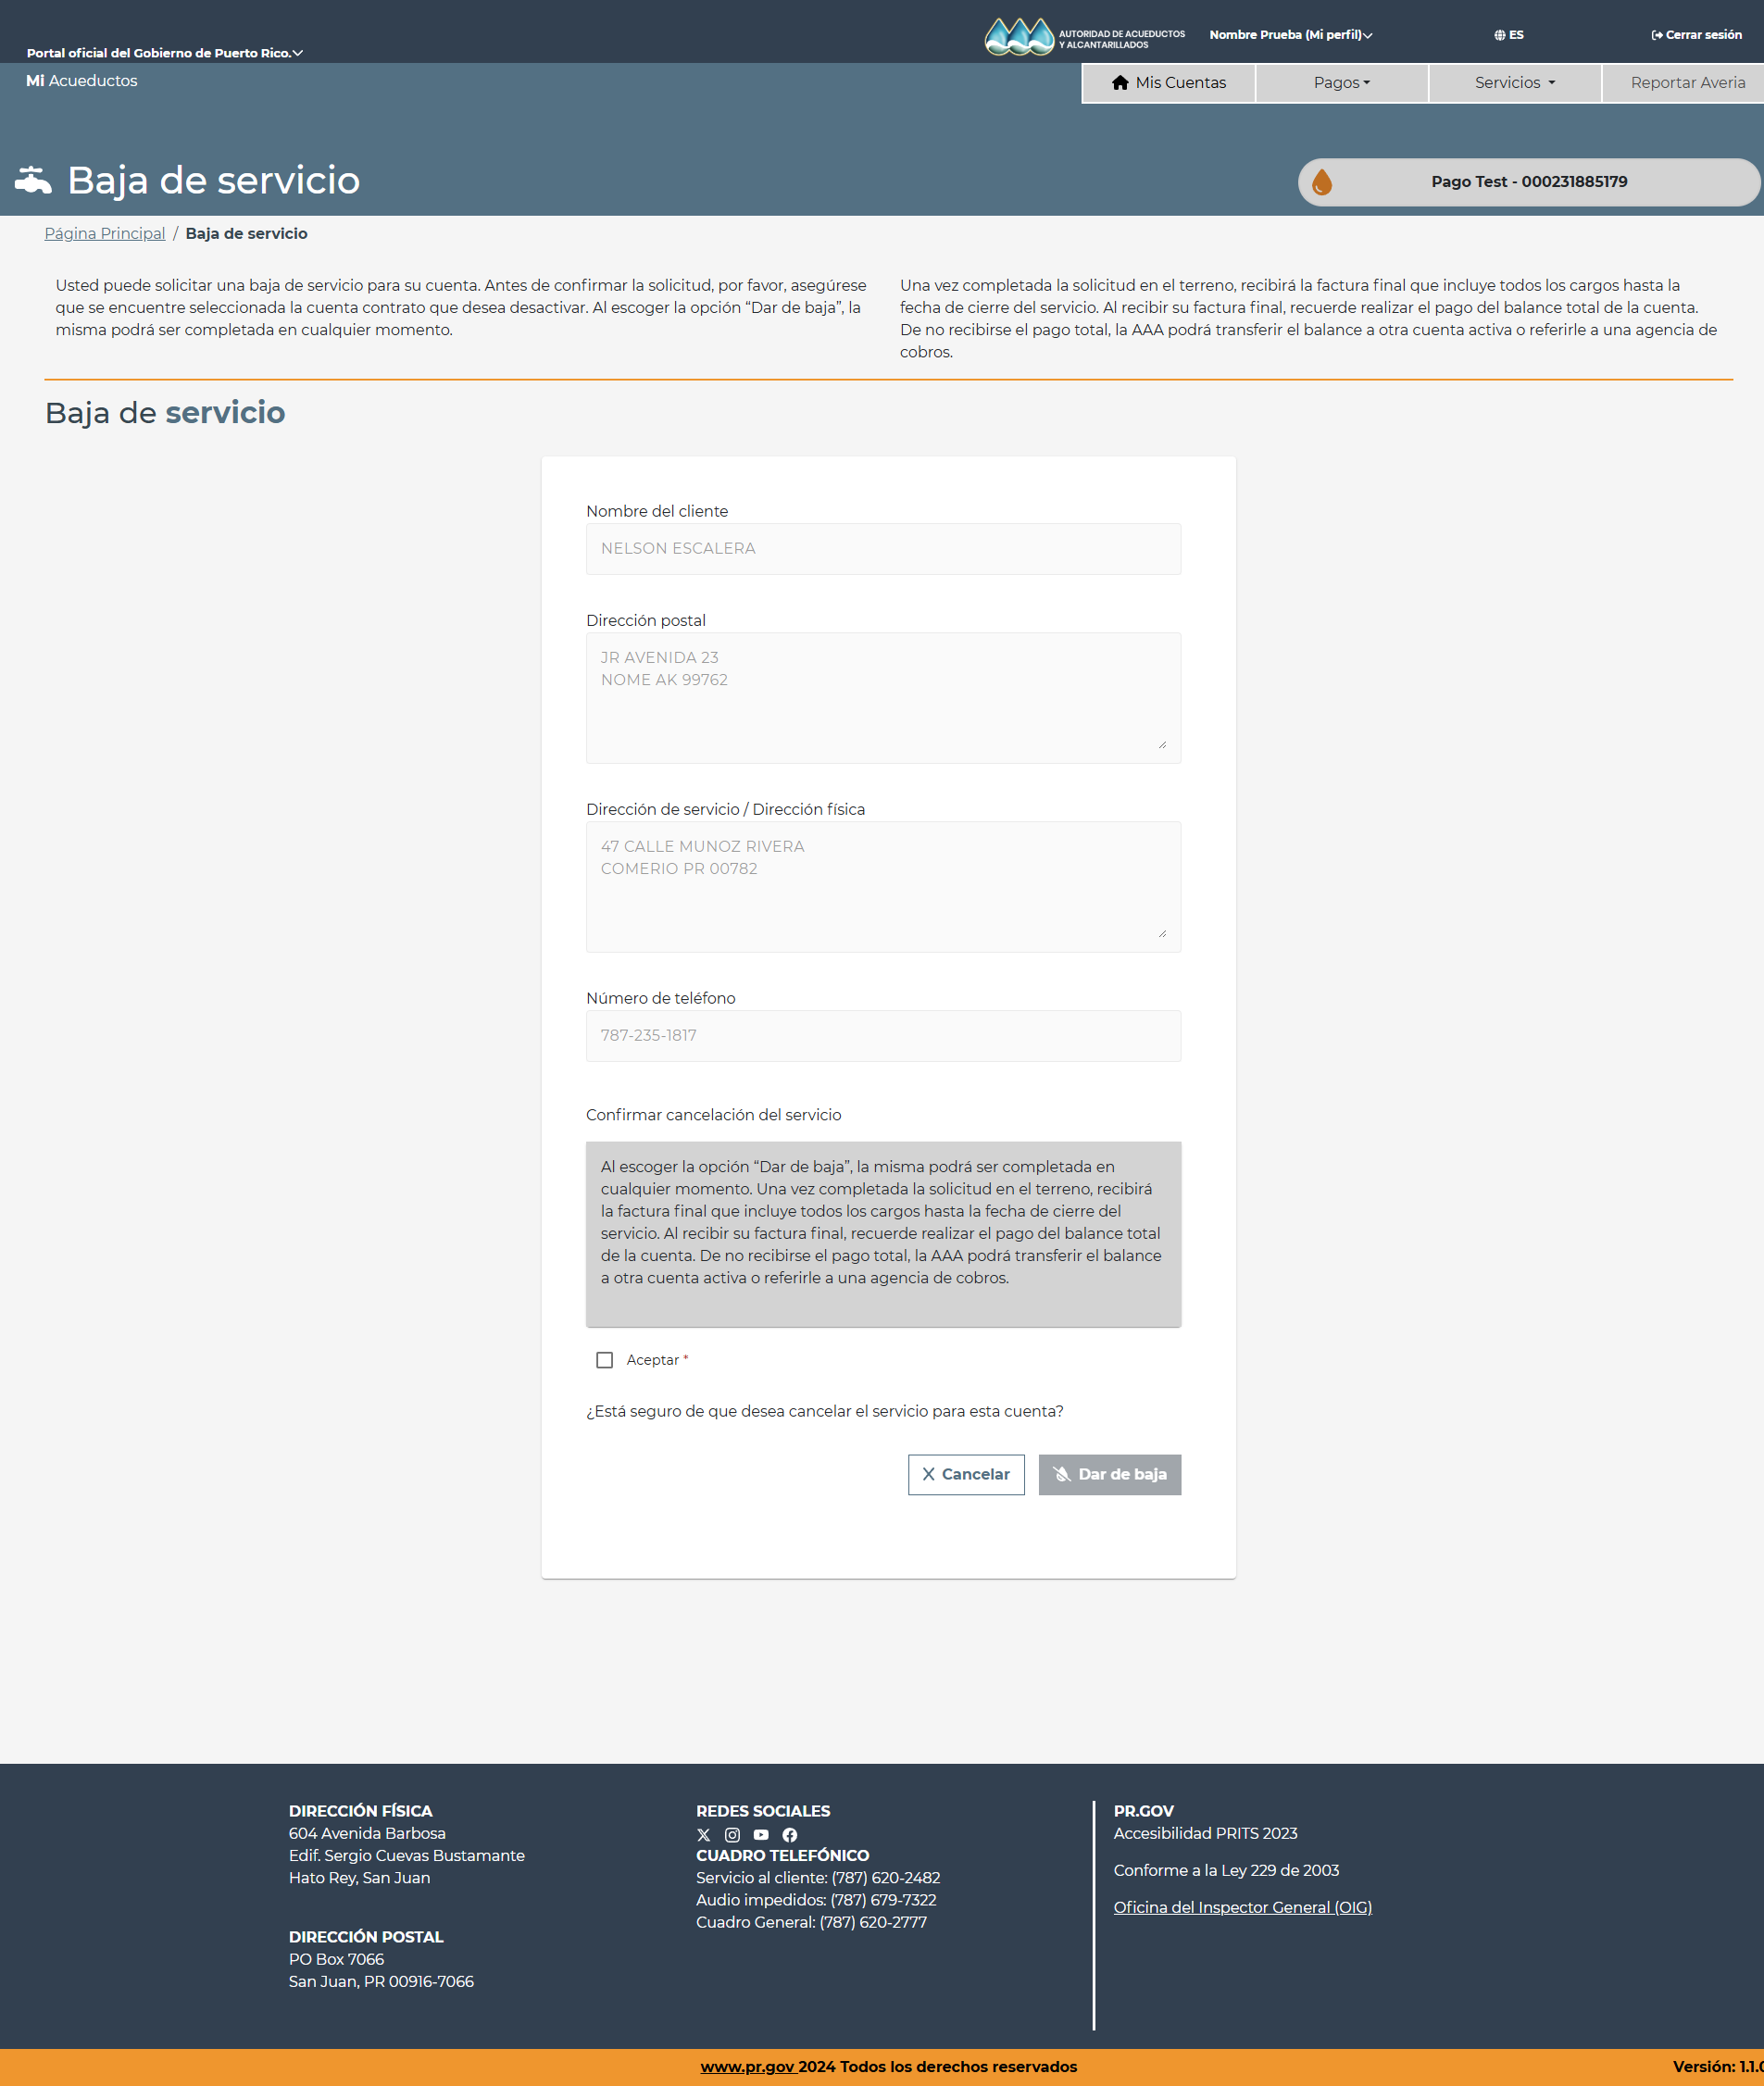 Portal oficial del Gobierno de Puerto Rico.
AUTORIDAD DE ACUEDUCTOS
Y ALCANTARILLADOS
Nombre Prueba (Mi perfil)
ES
Cerrar sesión
Mi Acueductos
Mis Cuentas
Pagos
Servicios
Reportar Averia
Baja de servicio
Pago Test - 000231885179
Página Principal / Baja de servicio
Usted puede solicitar una baja de servicio para su cuenta. Antes de confirmar la solicitud, por favor, asegúrese
que se encuentre seleccionada la cuenta contrato que desea desactivar. Al escoger la opción “Dar de baja”, la
misma podrá ser completada en cualquier momento.
Una vez completada la solicitud en el terreno, recibirá la factura final que incluye todos los cargos hasta la
fecha de cierre del servicio. Al recibir su factura final, recuerde realizar el pago del balance total de la cuenta.
De no recibirse el pago total, la AAA podrá transferir el balance a otra cuenta activa o referirle a una agencia de
cobros.
Baja de servicio
Nombre del cliente
NELSON ESCALERA
Dirección postal
JR AVENIDA 23
NOME AK 99762
Dirección de servicio / Dirección física
47 CALLE MUNOZ RIVERA
COMERIO PR 00782
Número de teléfono
787-235-1817
Confirmar cancelación del servicio
Al escoger la opción “Dar de baja”, la misma podrá ser completada en
cualquier momento. Una vez completada la solicitud en el terreno, recibirá
la factura final que incluye todos los cargos hasta la fecha de cierre del
servicio. Al recibir su factura final, recuerde realizar el pago del balance total
de la cuenta. De no recibirse el pago total, la AAA podrá transferir el balance
a otra cuenta activa o referirle a una agencia de cobros.
Aceptar *
¿Está seguro de que desea cancelar el servicio para esta cuenta?
Cancelar
Dar de baja
DIRECCIÓN FÍSICA
604 Avenida Barbosa
Edif. Sergio Cuevas Bustamante
Hato Rey, San Juan
DIRECCIÓN POSTAL
PO Box 7066
San Juan, PR 00916-7066
REDES SOCIALES
CUADRO TELEFÓNICO
Servicio al cliente: (787) 620-2482
Audio impedidos: (787) 679-7322
Cuadro General: (787) 620-2777
PR.GOV
Accesibilidad PRITS 2023
Conforme a la Ley 229 de 2003
Oficina del Inspector General (OIG)
www.pr.gov 2024 Todos los derechos reservados
Versión: 1.1.0